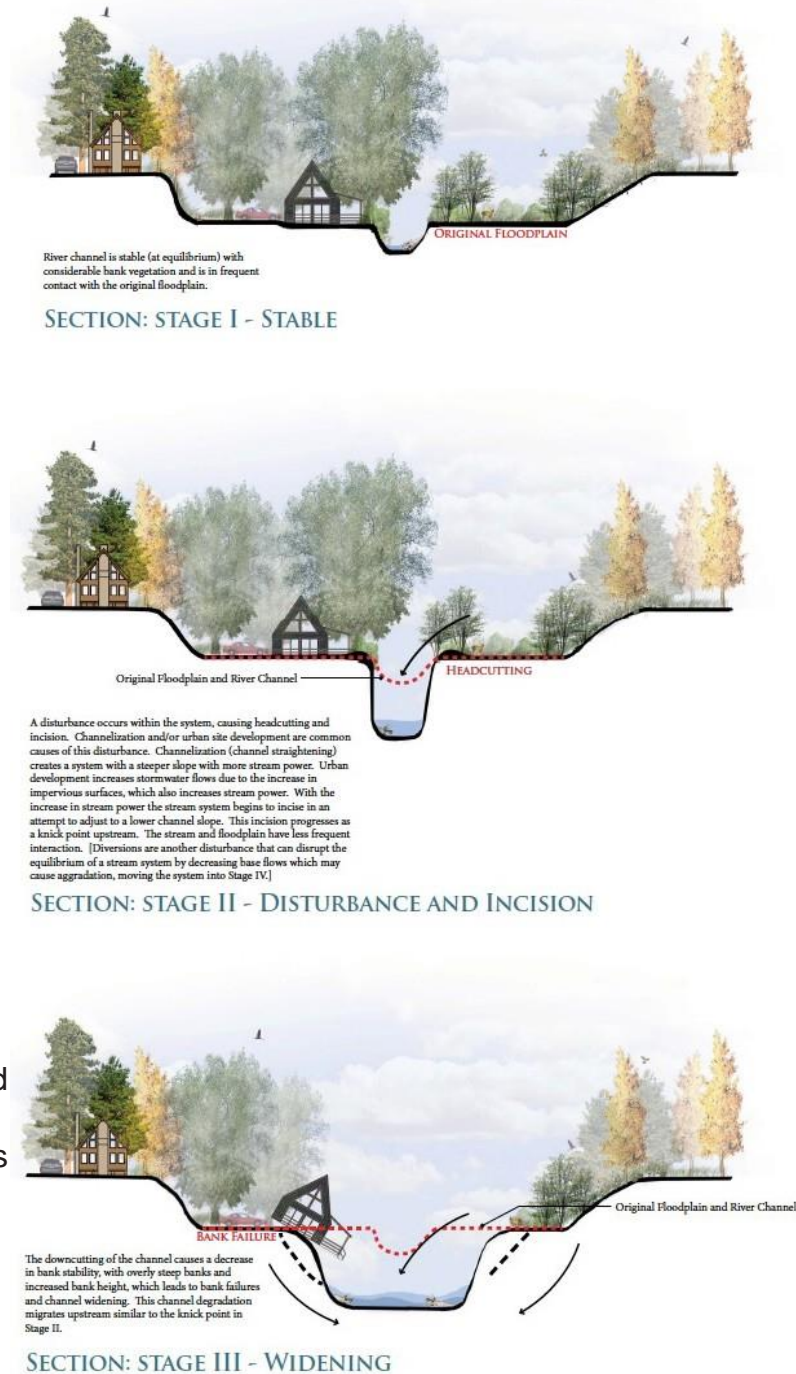 ORIGINAL FLOODPLAIN
River channel is stable (at equilibrium) with
considerable bank vegetation and is in frequent
contact with the original floodplain.
SECTION: STAGE I - STABLE
HEADCUTTING
Original Floodplain and River Channel
A disturbance occurs within the system, causing headcutting and
incision. Channelization and/or urban site development are common
causes of this disturbance. Channelization (channel straightening)
creates a system with a steeper slope with more stream power. Urban
development increases stormwater flows due to the increase in
impervious surfaces, which also increases stream power. With the
increase in stream power the stream system begins to incise in an
attempt to adjust to a lower channel slope. This incision progresses as
a knick point upstream. The stream and floodplain have less frequent
interaction. [Diversions are another disturbance that can disrupt the
equilibrium of a stream system by decreasing base flows which may
cause aggradation, moving the system into Stage IV.]
SECTION: STAGE II - DISTURBANCE AND INCISION
d
s
Original Floodplain and River Channel
BANK FAILURE
The downcutting of the channel causes a decrease
in bank stability, with overly steep banks and
increased bank height, which leads to bank failures
and channel widening. This channel degradation
migrates upstream similar to the knick point in
Stage II.
SECTION: STAGE III - WIDENING